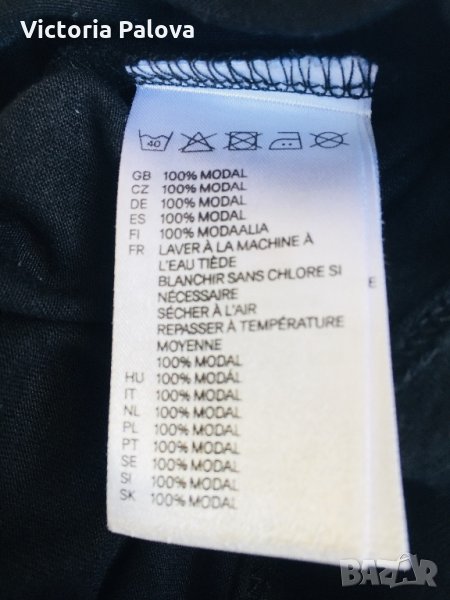 Victoria Palova
40
GB 100% MODAL
CZ 100% MODAL
DE 100% MODAL
ES 100% MODAL
FI 100% MODAALIA
FR LAVER À LA MACHINE À
L'EAU TIÈDE
BLANCHIR SANS CHLORE SI
NÉCESSAIRE
SÉCHER À L'AIR
REPASSER À TEMPÉRATURE
MOYENNE
100% MODAL
HU 100% MODÁL
IT 100% MODAL
NL 100% MODAL
PL 100% MODAL
PT 100% MODAL
SE 100% MODAL
SI 100% MODAL
SK 100% MODAL
E
BAZAR